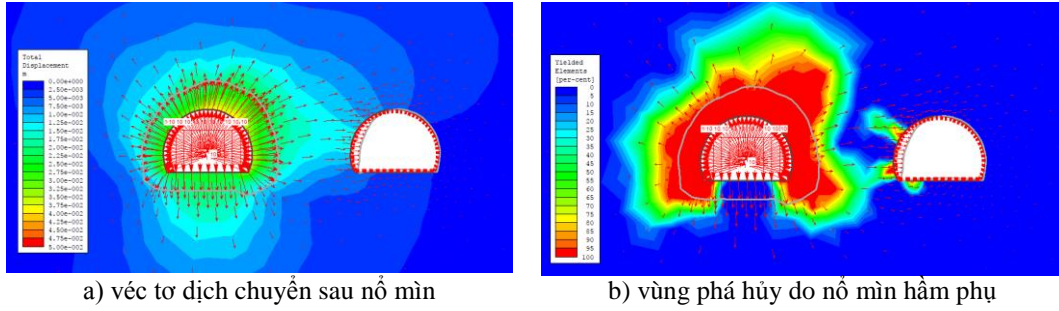 Total
Displacement
m
0.00e+000
2.50e-003
5.00e-003
7.50e-003
1.00e-002
1.25e-002
1.50e-002
1.75e-002
2.00e-002
2.25e-002
2.50e-002
2.75e-002
3.00e-002
3.25e-002
3.50e-002
3.75e-002
4.00e-002
4.25e-002
4.50e-002
4.75e-002
5.00e-002
Yielded
Elements
[per-cent]
0
5
10
15
20
25
30
35
40
45
50
55
60
65
70
75
80
85
90
95
100
a) véc tơ dịch chuyển sau nổ mìn
b) vùng phá hủy do nổ mìn hầm phụ